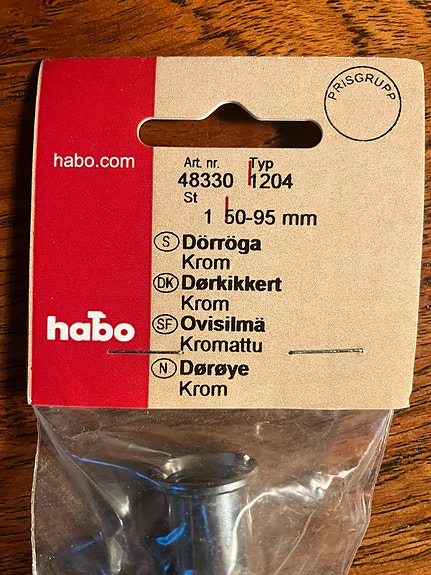 PRISGRUPP
habo.com
Art. nr. Typ
48330 1204
St
1 50-95 mm
S Dörröga
Krom
DK Dørkikkert
Krom
SF Ovisilmä
Kromattu
N Dørøye
Krom
habo